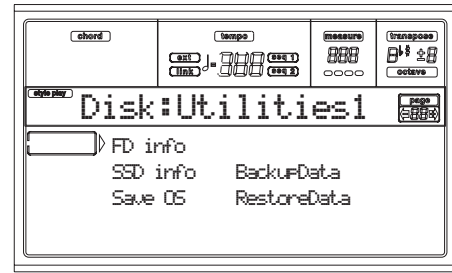 chord
tempo
measure
transpose
ext
link
seq 1
seq 2
octave
style play
Disk:Utilities1
page
FD info
SSD info BackupData
Save OS RestoreData